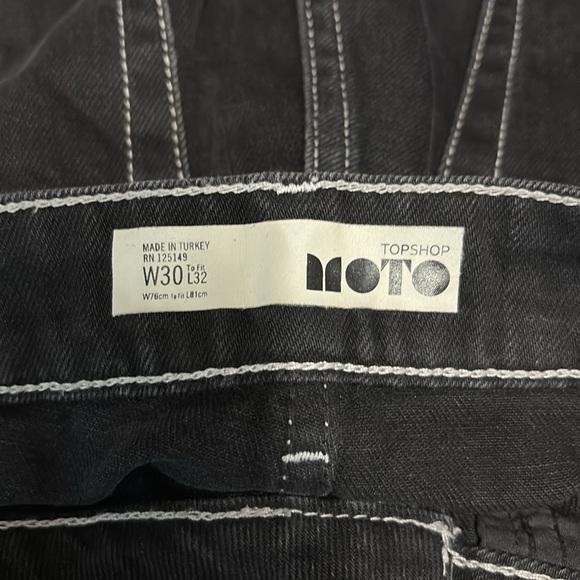 MADE IN TURKEY
RN 125149
W30 To Fit L32
W76cm to fit L81cm
TOPSHOP
MOTO